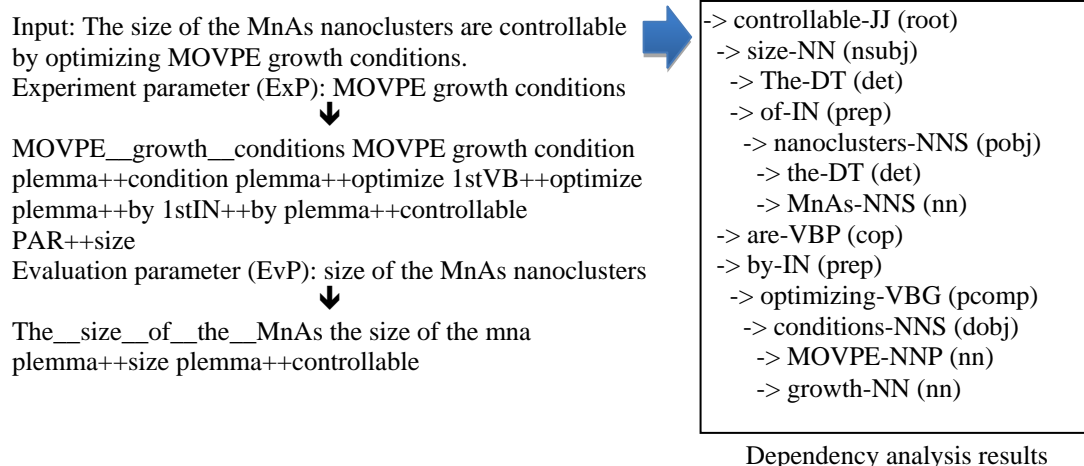 Input: The size of the MnAs nanoclusters are controllable
by optimizing MOVPE growth conditions.
Experiment parameter (ExP): MOVPE growth conditions
MOVPE__growth__conditions MOVPE growth condition
plemma++condition plemma++optimize 1stVB++optimize
plemma++by 1stIN++by plemma++controllable
PAR++size
Evaluation parameter (EvP): size of the MnAs nanoclusters
The__size__of__the__MnAs the size of the mna
plemma++size plemma++controllable
-> controllable-JJ (root)
-> size-NN (nsubj)
-> The-DT (det)
-> of-IN (prep)
-> nanoclusters-NNS (pobj)
-> the-DT (det)
-> MnAs-NNS (nn)
-> are-VBP (cop)
-> by-IN (prep)
-> optimizing-VBG (pcomp)
-> conditions-NNS (dobj)
-> MOVPE-NNP (nn)
-> growth-NN (nn)
Dependency analysis results